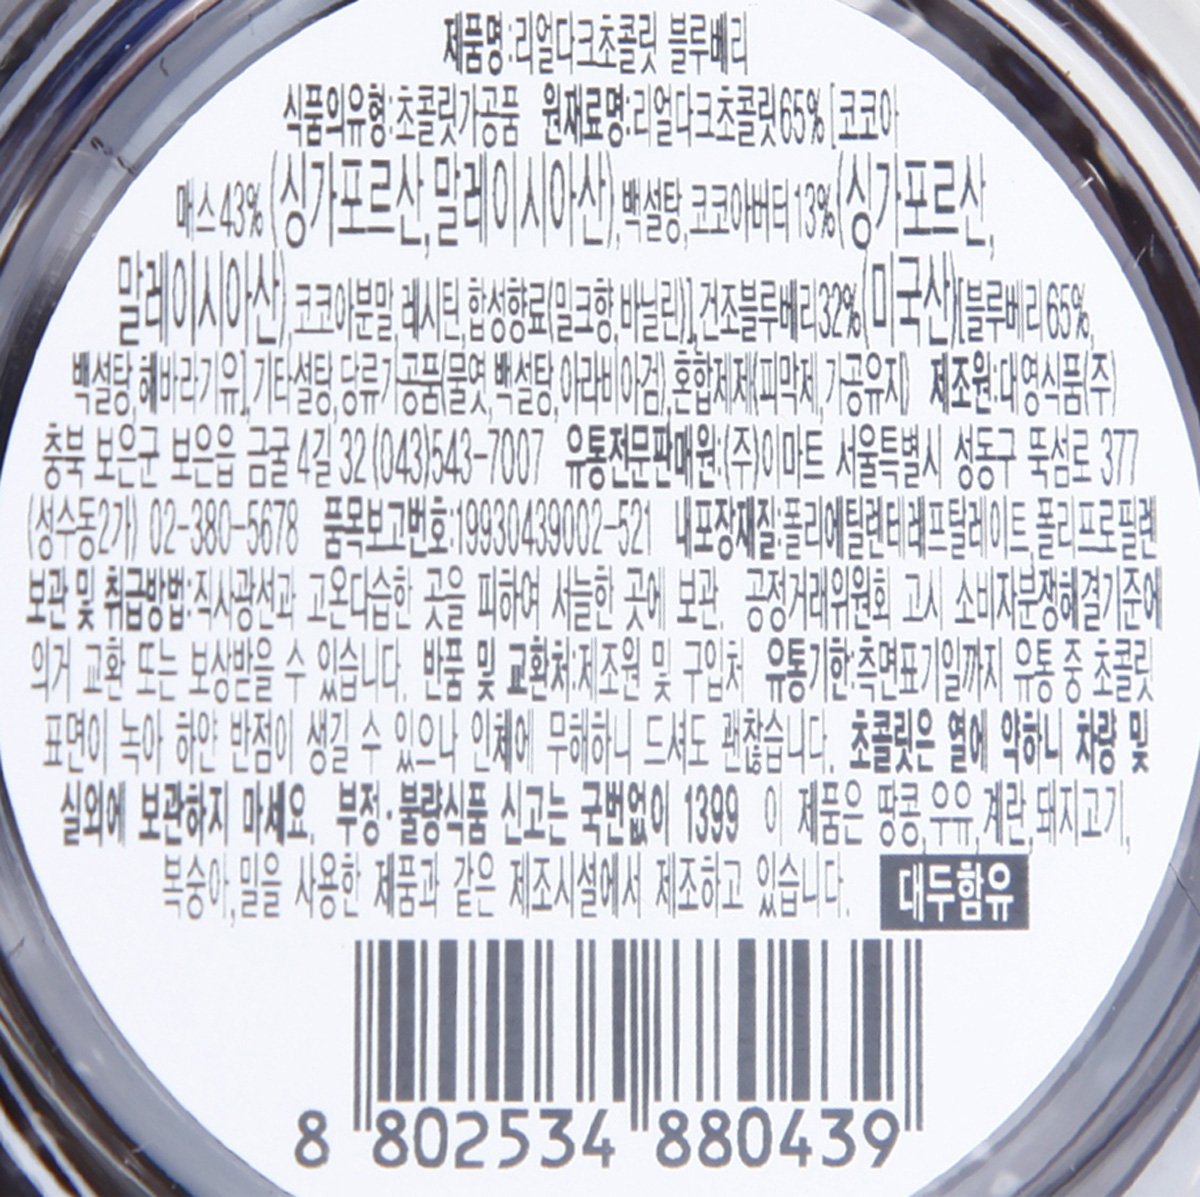 제품명:리얼다크초콜릿 블루베리
식품의유형:초콜릿가공품 원재료명:리얼다크초콜릿65% [코코아
매스43% (싱가포르산,말레이시아산),백설탕,코코아버터13%(싱가포르산,
말레이시아산),코코아분말,레시틴,합성향료(밀크향,바닐린)],건조블루베리32%(미국산)[블루베리65%,
백설탕,해바라기유],기타설탕,당류가공품(물엿,백설탕,아라비아검),혼합제제(피막제,가공유지) 제조원:대영식품(주)
충북 보은군 보은읍 금굴 4길 32 (043)543-7007 유통전문판매원:(주)이마트 서울특별시 성동구 뚝섬로 377
(성수동2가) 02-380-5678 품목보고번호:19930439002-521 내포장재질:폴리에틸렌테레프탈레이트,폴리프로필렌
보관 및 취급방법:직사광선과 고온다습한 곳을 피하여 서늘한 곳에 보관. 공정거래위원회 고시 소비자분쟁해결기준에
의거 교환 또는 보상받을 수 있습니다. 반품 및 교환처:제조원 및 구입처 유통기한:측면표기일까지 유통 중 초콜릿
표면이 녹아 하얀 반점이 생길 수 있으나 인체에 무해하니 드셔도 괜찮습니다. 초콜릿은 열에 약하니 차량 및
실외에 보관하지 마세요. 부정·불량식품 신고는 국번없이 1399 이 제품은 땅콩,우유,계란,돼지고기,
복숭아,밀을 사용한 제품과 같은 제조시설에서 제조하고 있습니다. 대두함유
8 802534 880439